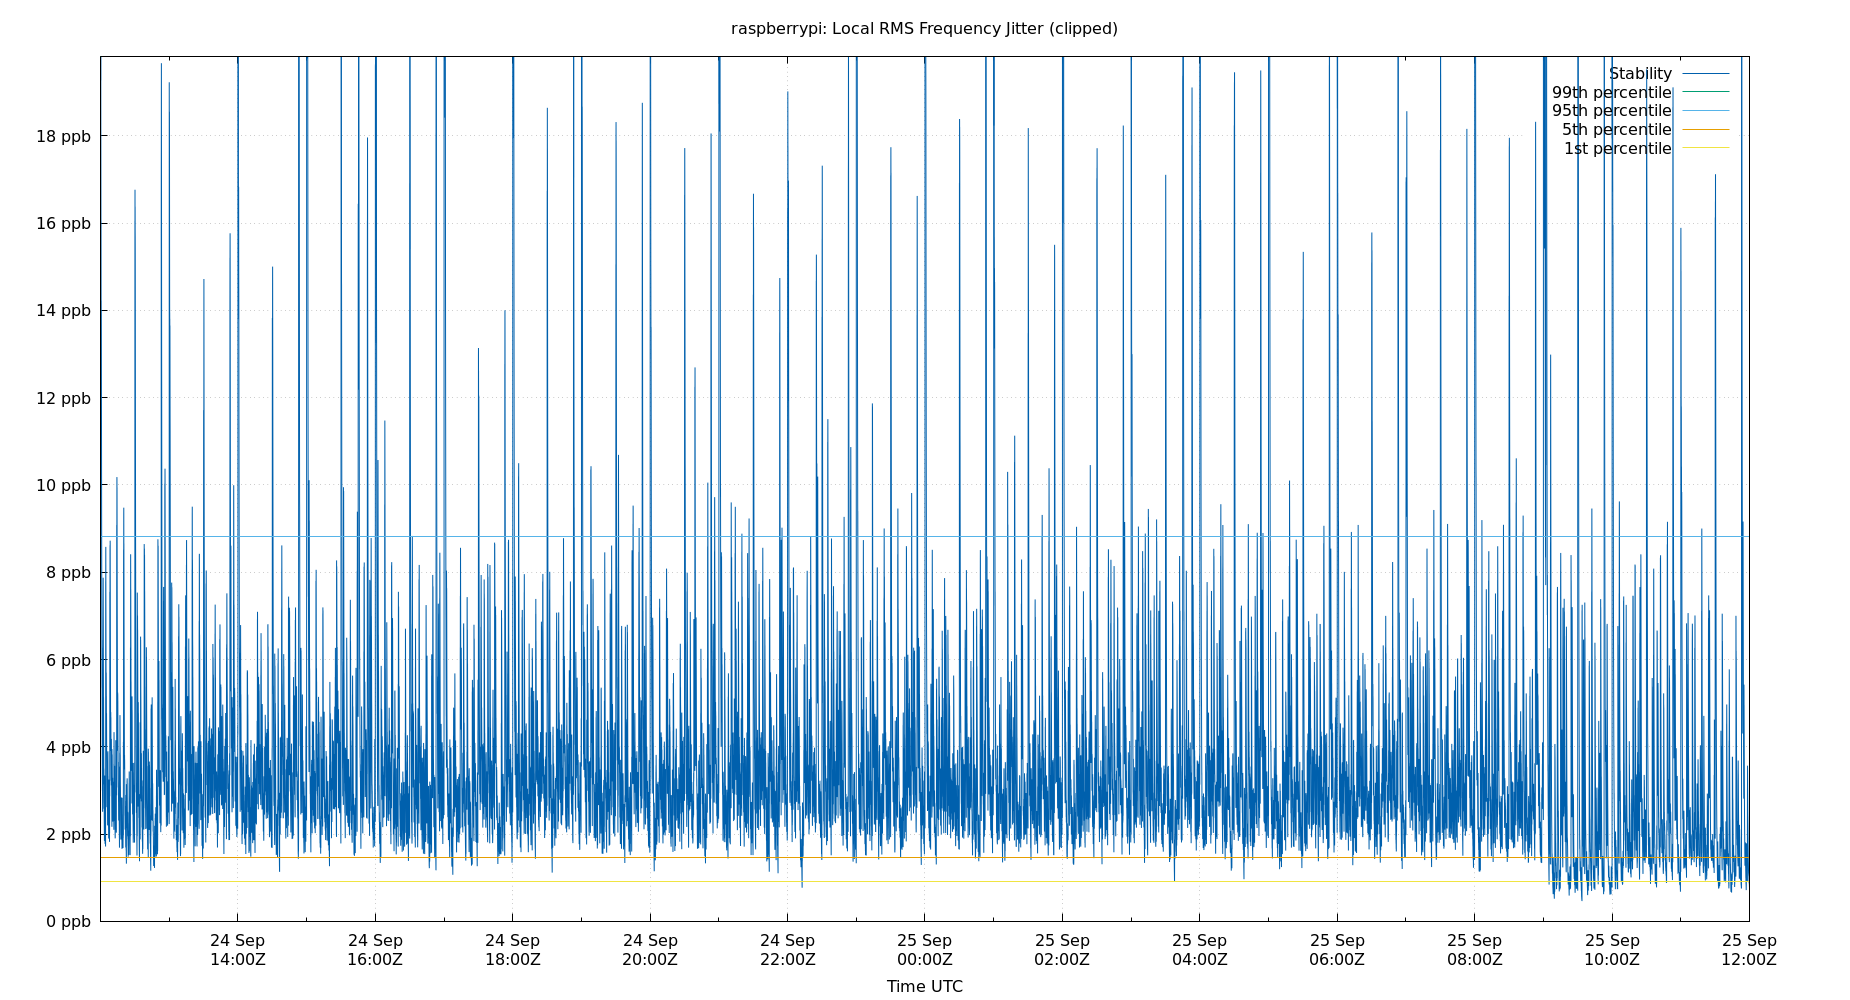 raspberrypi: Local RMS Frequency Jitter (clipped)
Stability
99th percentile
95th percentile
5th percentile
1st percentile
18 ppb
16 ppb
14 ppb
12 ppb
10 ppb
8 ppb
6 ppb
4 ppb
2 ppb
0 ppb
24 Sep 24 Sep 24 Sep 24 Sep 24 Sep 25 Sep 25 Sep 25 Sep 25 Sep 25 Sep 25 Sep 25 Sep
14:00Z 16:00Z 18:00Z 20:00Z 22:00Z 00:00Z 02:00Z 04:00Z 06:00Z 08:00Z 10:00Z 12:00Z
Time UTC